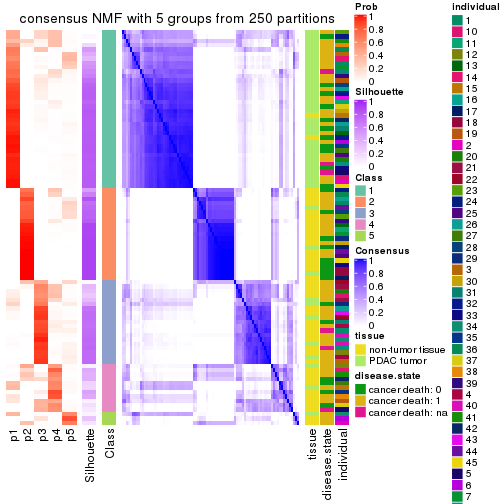 consensus NMF with 5 groups from 250 partitions
p1
p2
p3
p4
p5
Silhouette
Class
tissue
disease.state
individual
Prob
0.8
0.6
0.4
0.2
0
Silhouette
1
0.8
0.6
0.4
0.2
0
Class
1
2
3
4
5
Consensus
1
0.8
0.6
0.4
0.2
0
tissue
non-tumor tissue
PDAC tumor
disease.state
cancer death: 0
cancer death: 1
cancer death: na
individual
1
10
11
12
13
14
15
16
17
18
19
2
20
21
22
23
24
25
26
27
28
29
3
30
31
32
33
34
35
36
37
38
39
4
40
41
42
43
44
45
5
6
7